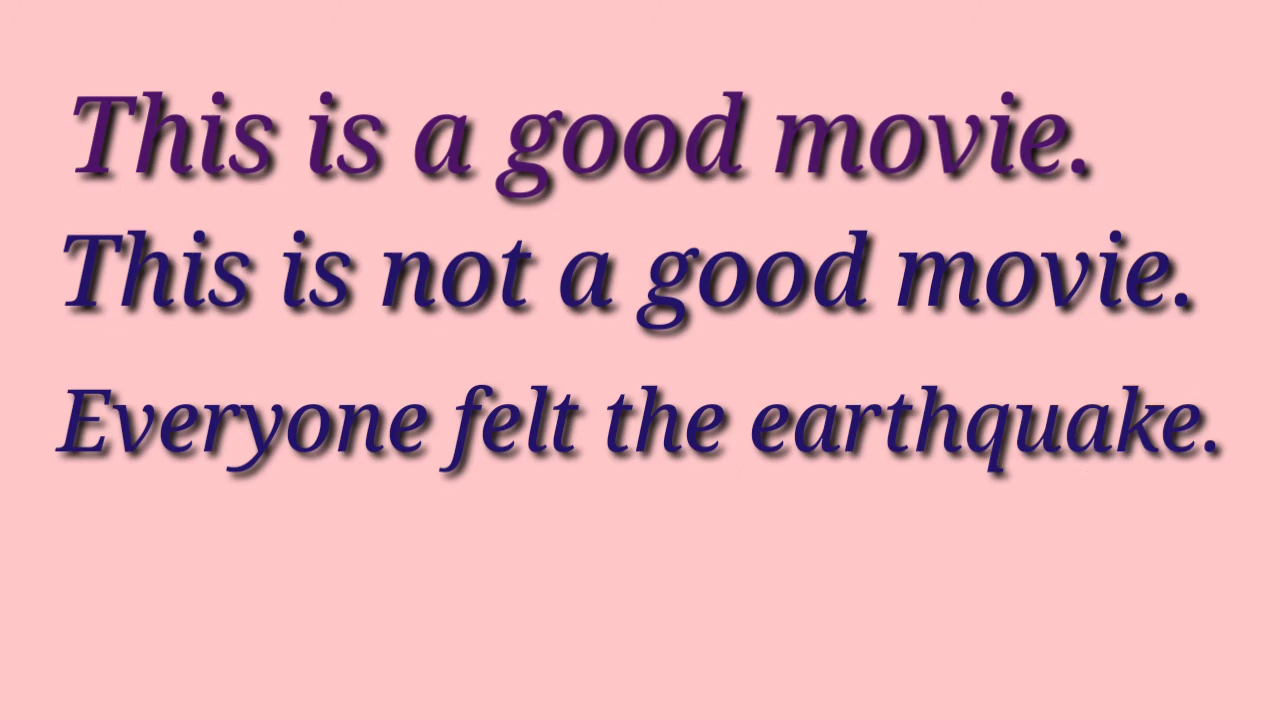 This is a good movie.
This is not a good movie.
Everyone felt the earthquake.